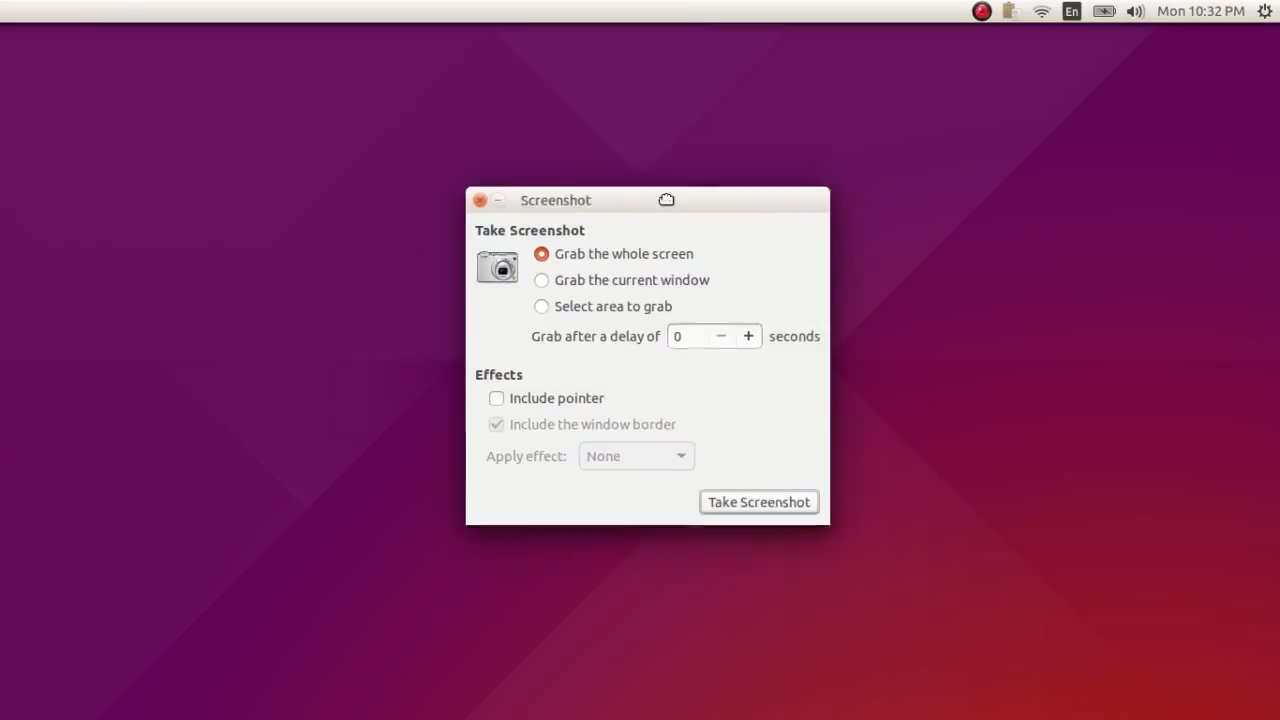 En Mon 10:32 PM
Screenshot
Take Screenshot
Grab the whole screen
Grab the current window
Select area to grab
Grab after a delay of 0 − + seconds
Effects
Include pointer
Include the window border
Apply effect: None
Take Screenshot